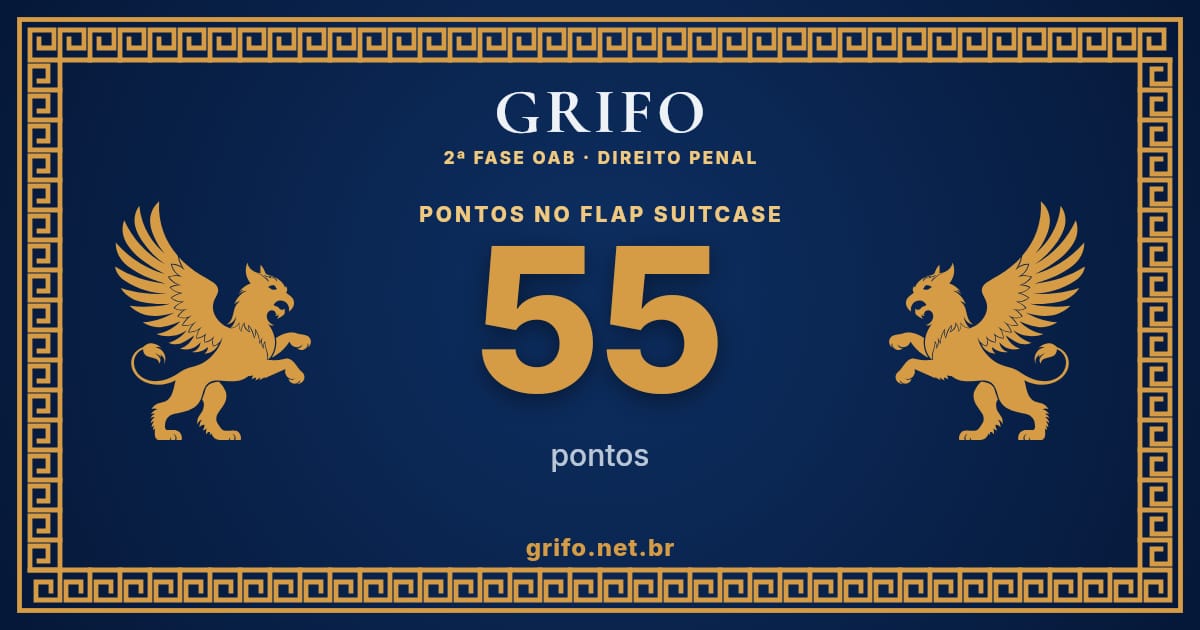 GRIFO
2ª FASE OAB · DIREITO PENAL
PONTOS NO FLAP SUITCASE
55
pontos
grifo.net.br